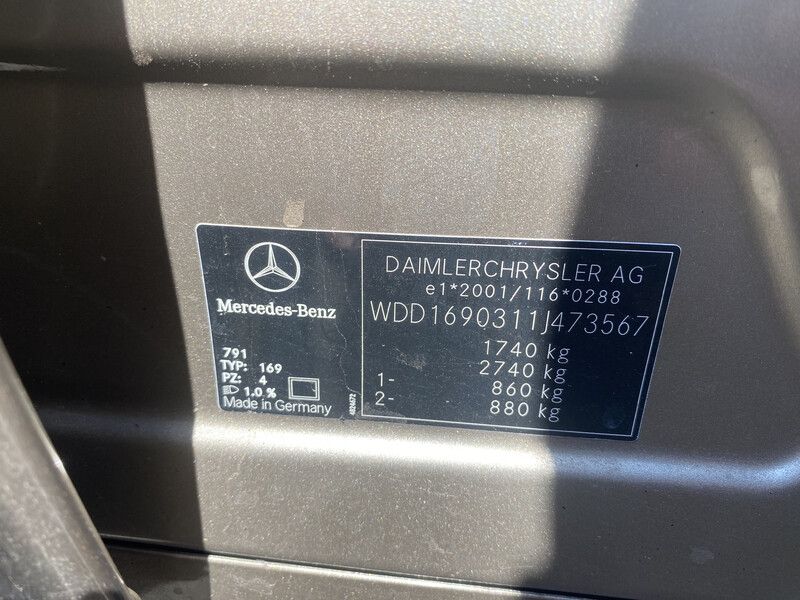 Mercedes-Benz
791
TYP: 169
PZ: 4
1.0 %
Made in Germany
4824672
DAIMLERCHRYSLER AG
e1*2001/116*0288
WDD1690311J473567
1740 kg
2740 kg
1- 860 kg
2- 880 kg